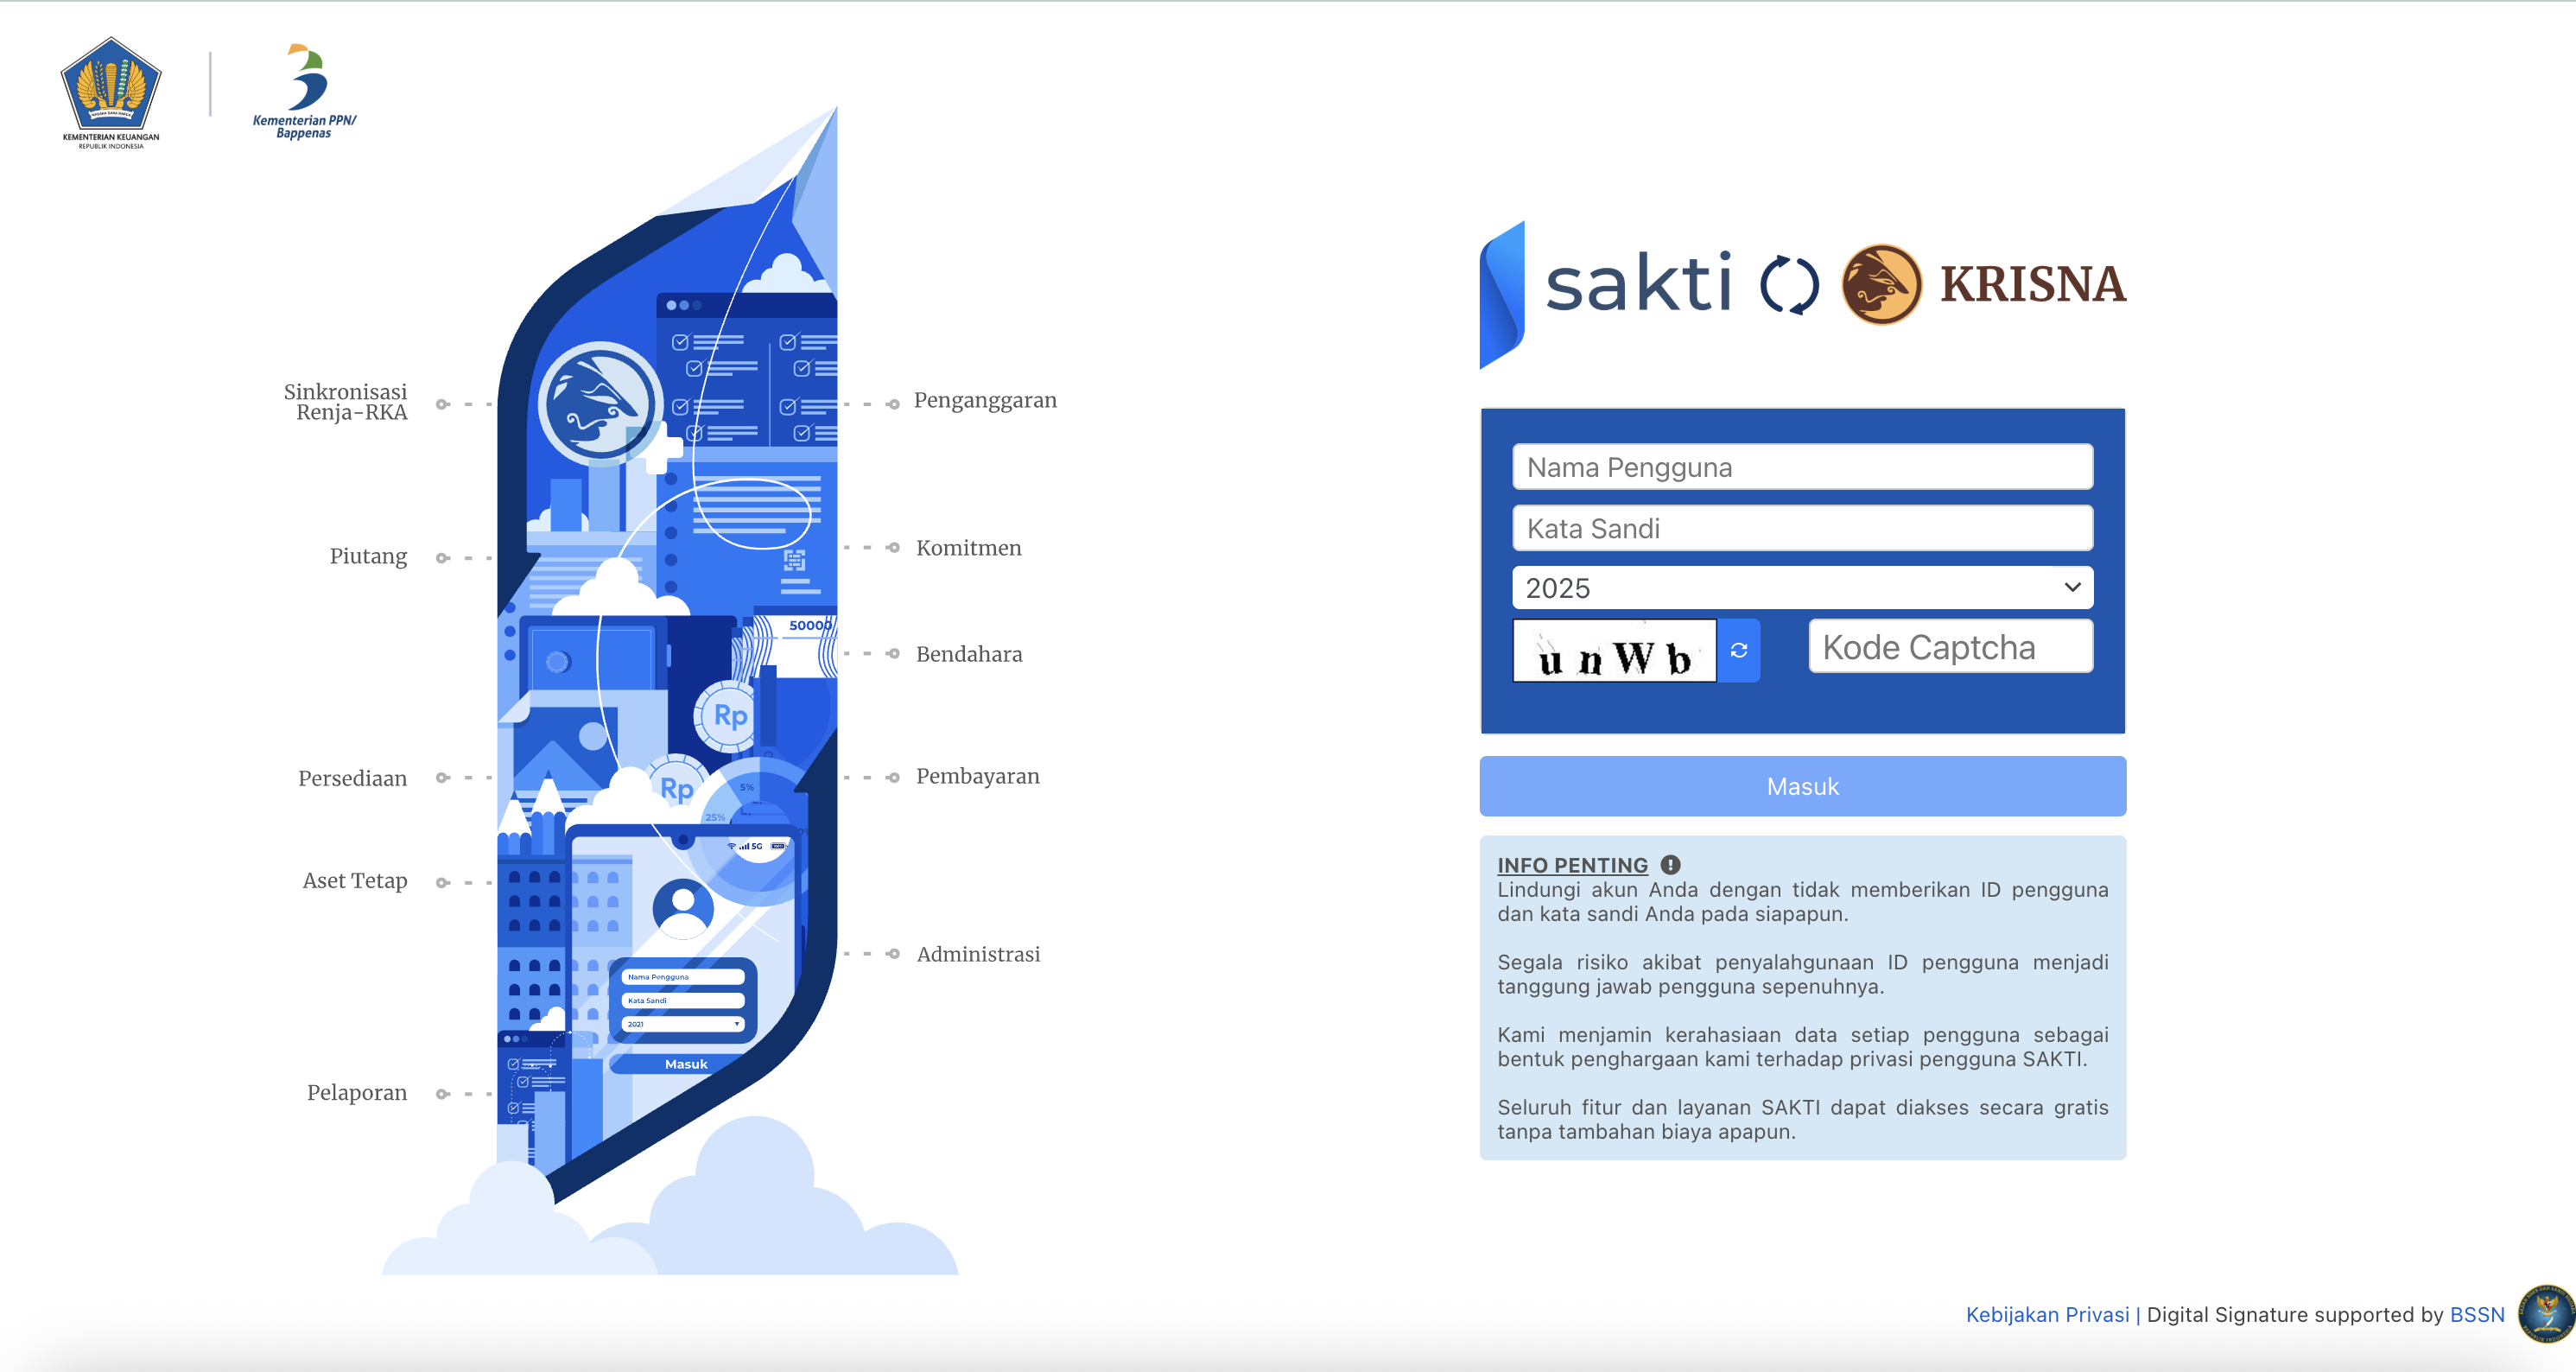 KEMENTERIAN KEUANGAN
REPUBLIK INDONESIA
Kementerian PPN/
Bappenas
Sinkronisasi
Renja-RKA
Piutang
Persediaan
Aset Tetap
Pelaporan
Penganggaran
Komitmen
Bendahara
Pembayaran
Administrasi
50000
Rp
Rp
5%
25%
5G
Nama Pengguna
Kata Sandi
2021
Masuk
sakti KRISNA
Nama Pengguna
Kata Sandi
2025
unWb
Kode Captcha
Masuk
INFO PENTING
Lindungi akun Anda dengan tidak memberikan ID pengguna
dan kata sandi Anda pada siapapun.
Segala risiko akibat penyalahgunaan ID pengguna menjadi
tanggung jawab pengguna sepenuhnya.
Kami menjamin kerahasiaan data setiap pengguna sebagai
bentuk penghargaan kami terhadap privasi pengguna SAKTI.
Seluruh fitur dan layanan SAKTI dapat diakses secara gratis
tanpa tambahan biaya apapun.
Kebijakan Privasi | Digital Signature supported by BSSN